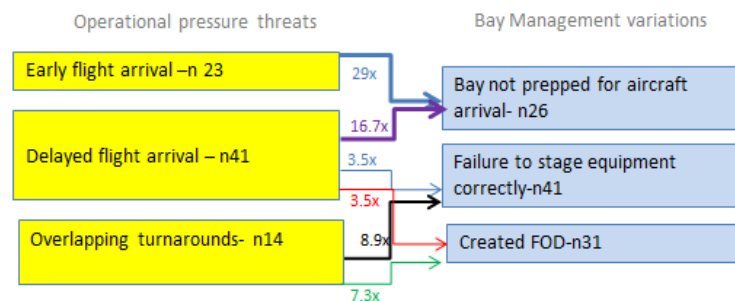 Operational pressure threats
Bay Management variations
Early flight arrival –n 23
29x
Bay not prepped for aircraft
arrival- n26
16.7x
Delayed flight arrival – n41
3.5x
Failure to stage equipment
correctly-n41
3.5x
Overlapping turnarounds- n14
8.9x
Created FOD-n31
7.3x